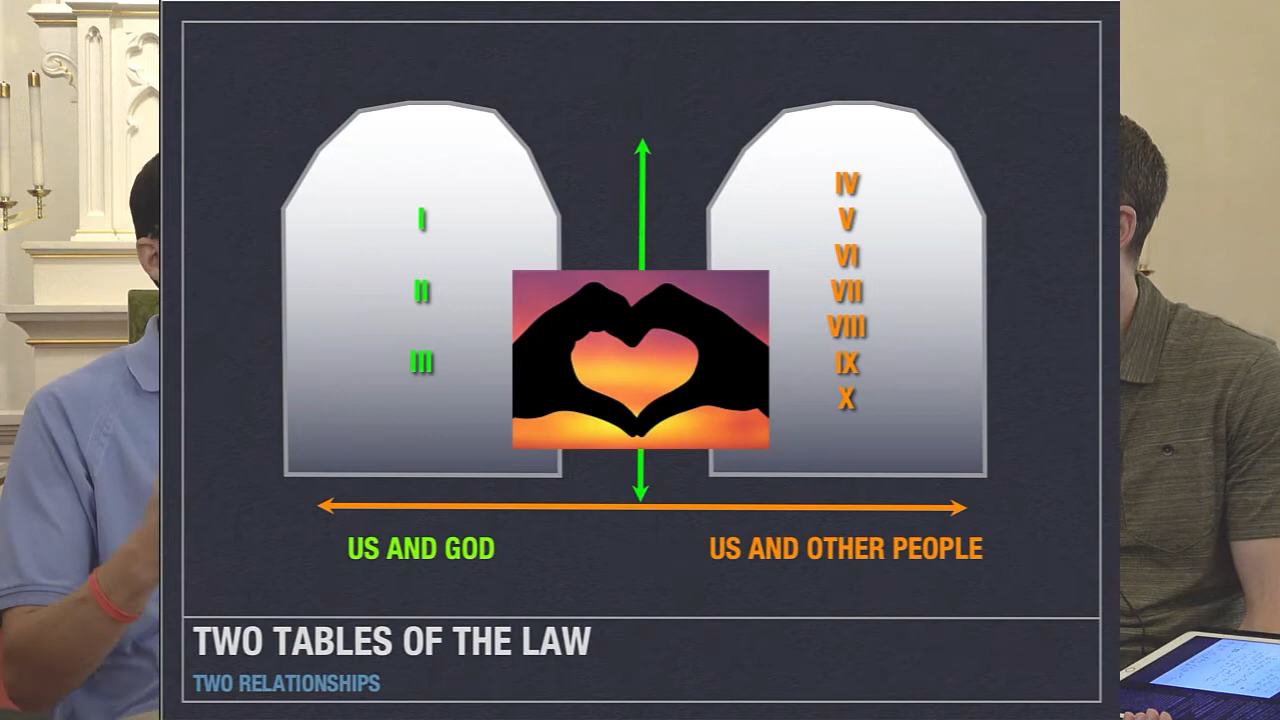 I
II
III
IV
V
VI
VII
VIII
IX
X
US AND GOD
US AND OTHER PEOPLE
TWO TABLES OF THE LAW
TWO RELATIONSHIPS